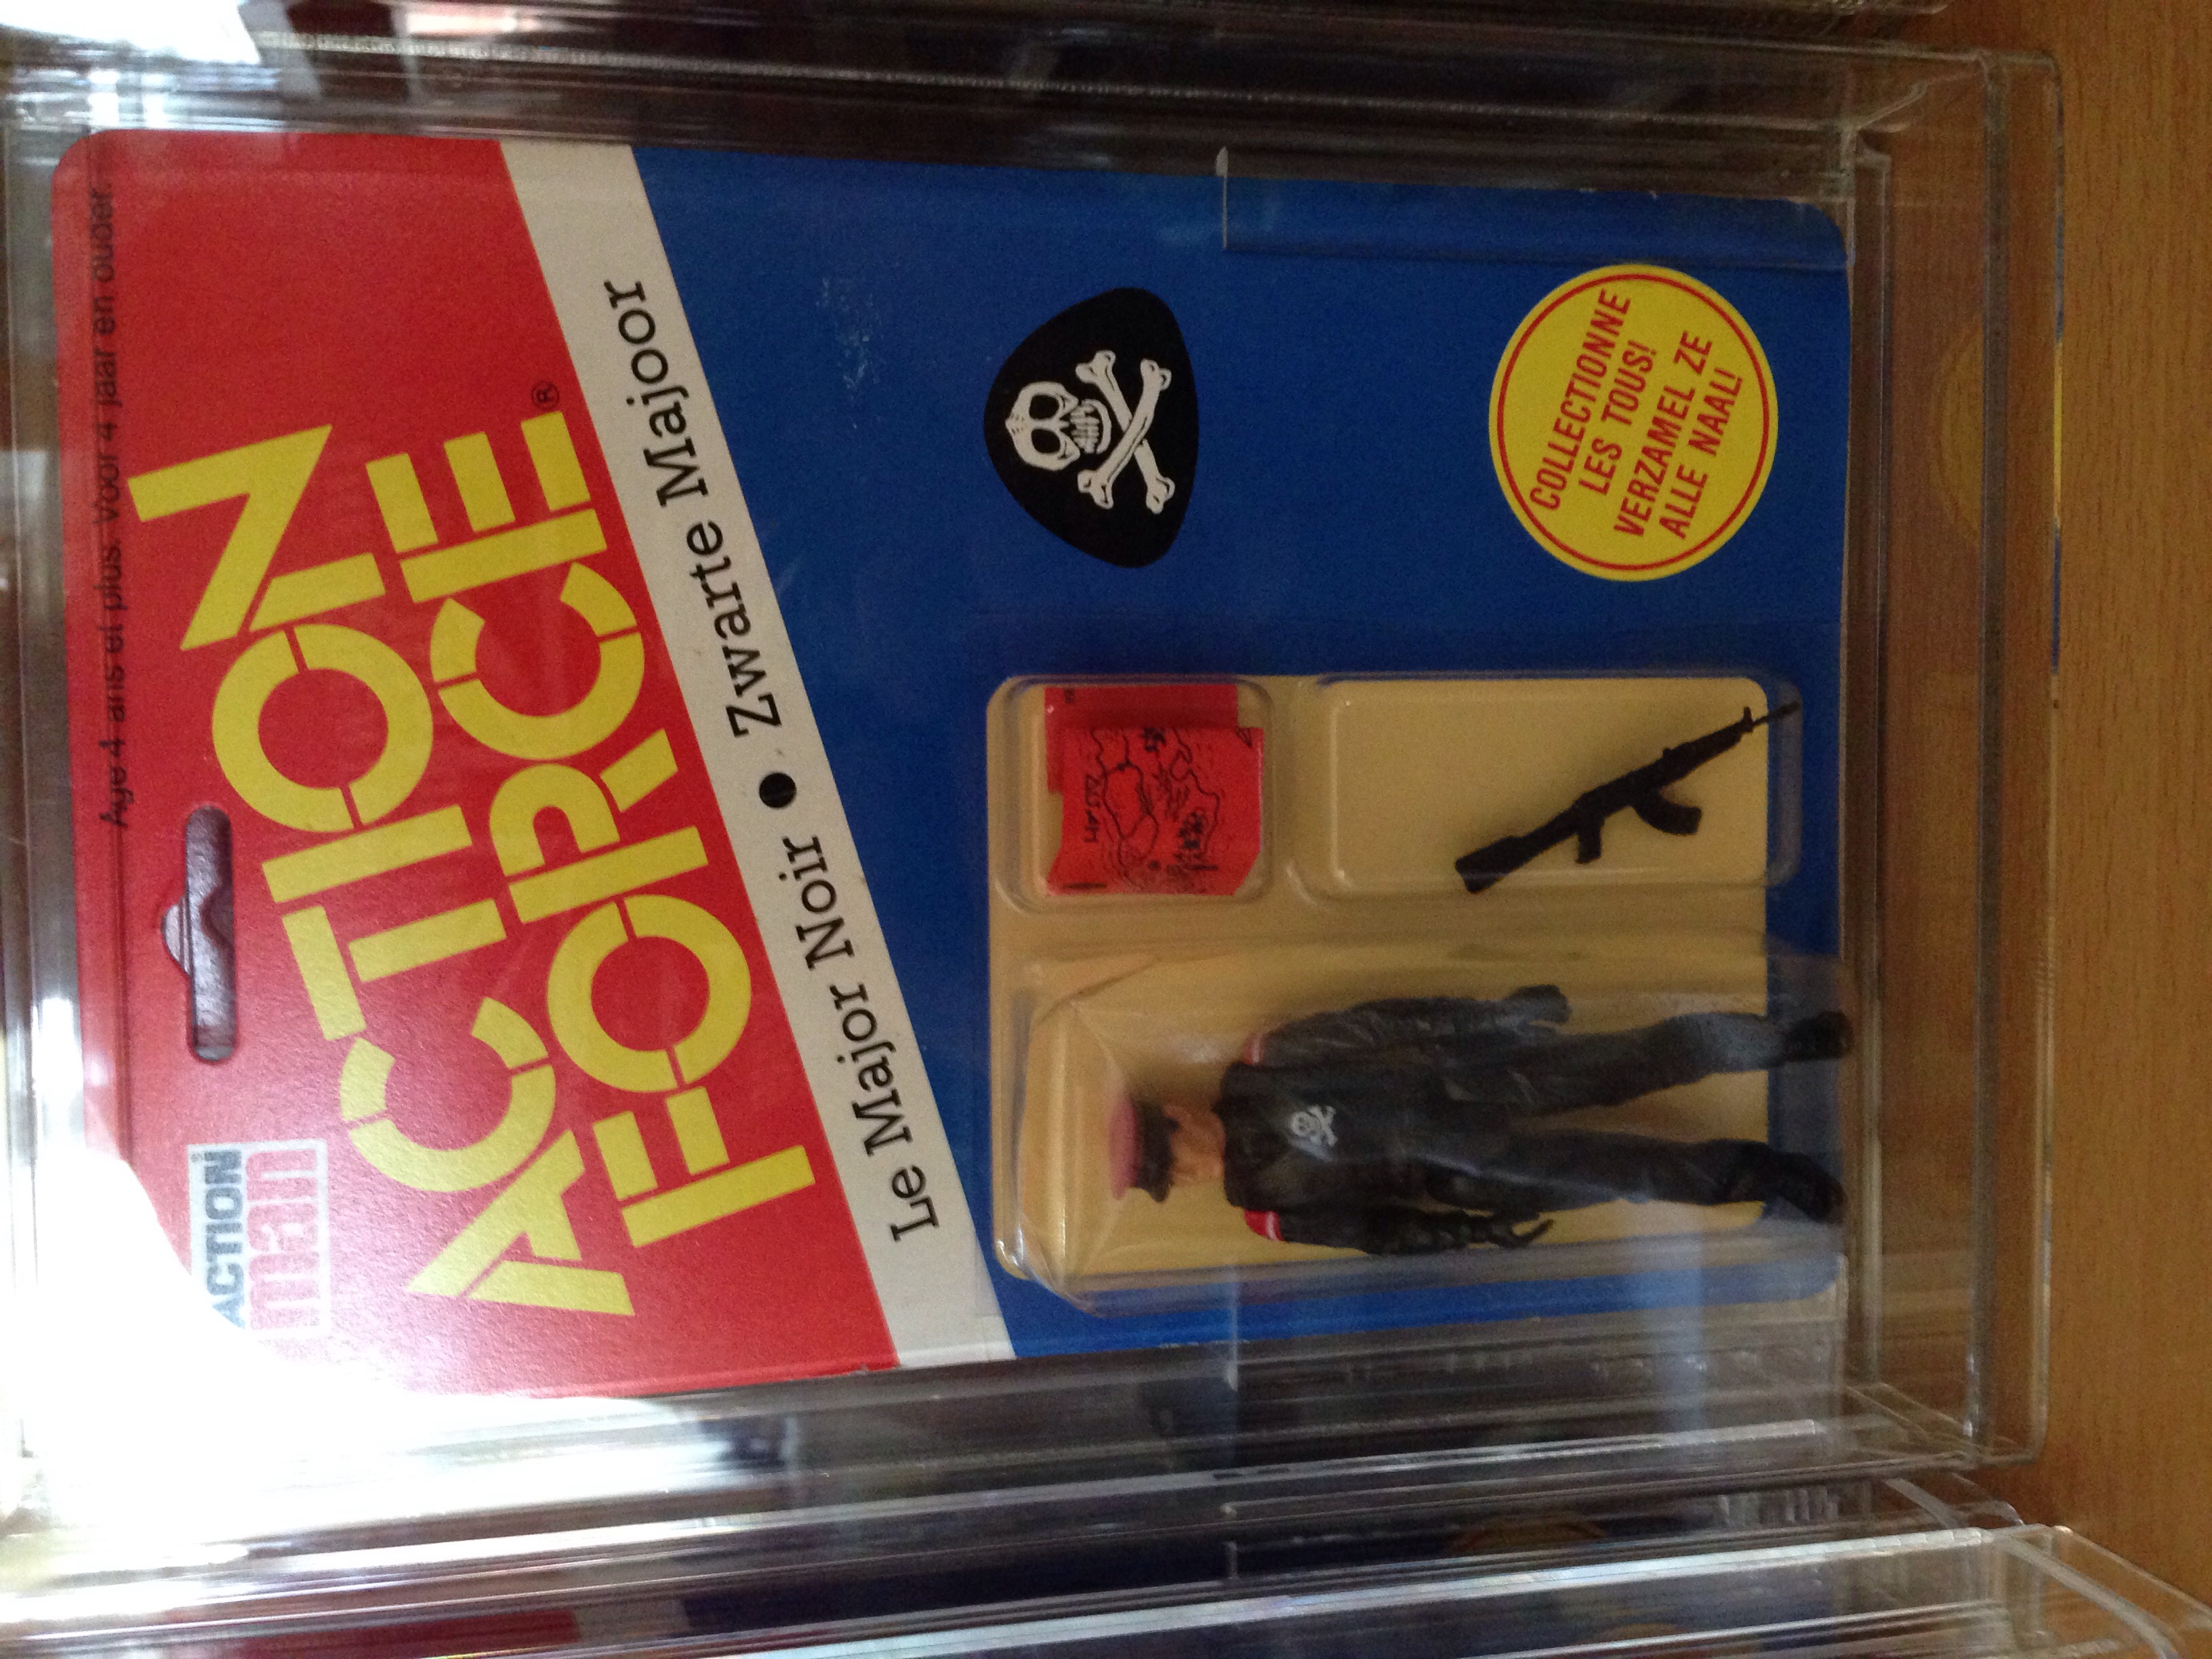 Age 4 ans et plus. Voor 4 jaar en ouder.
ACTION
man
ACTION
FORCE®
Le Major Noir ● Zwarte Majoor
COLLECTIONNE
LES TOUS!
VERZAMEL ZE
ALLE NAAL!